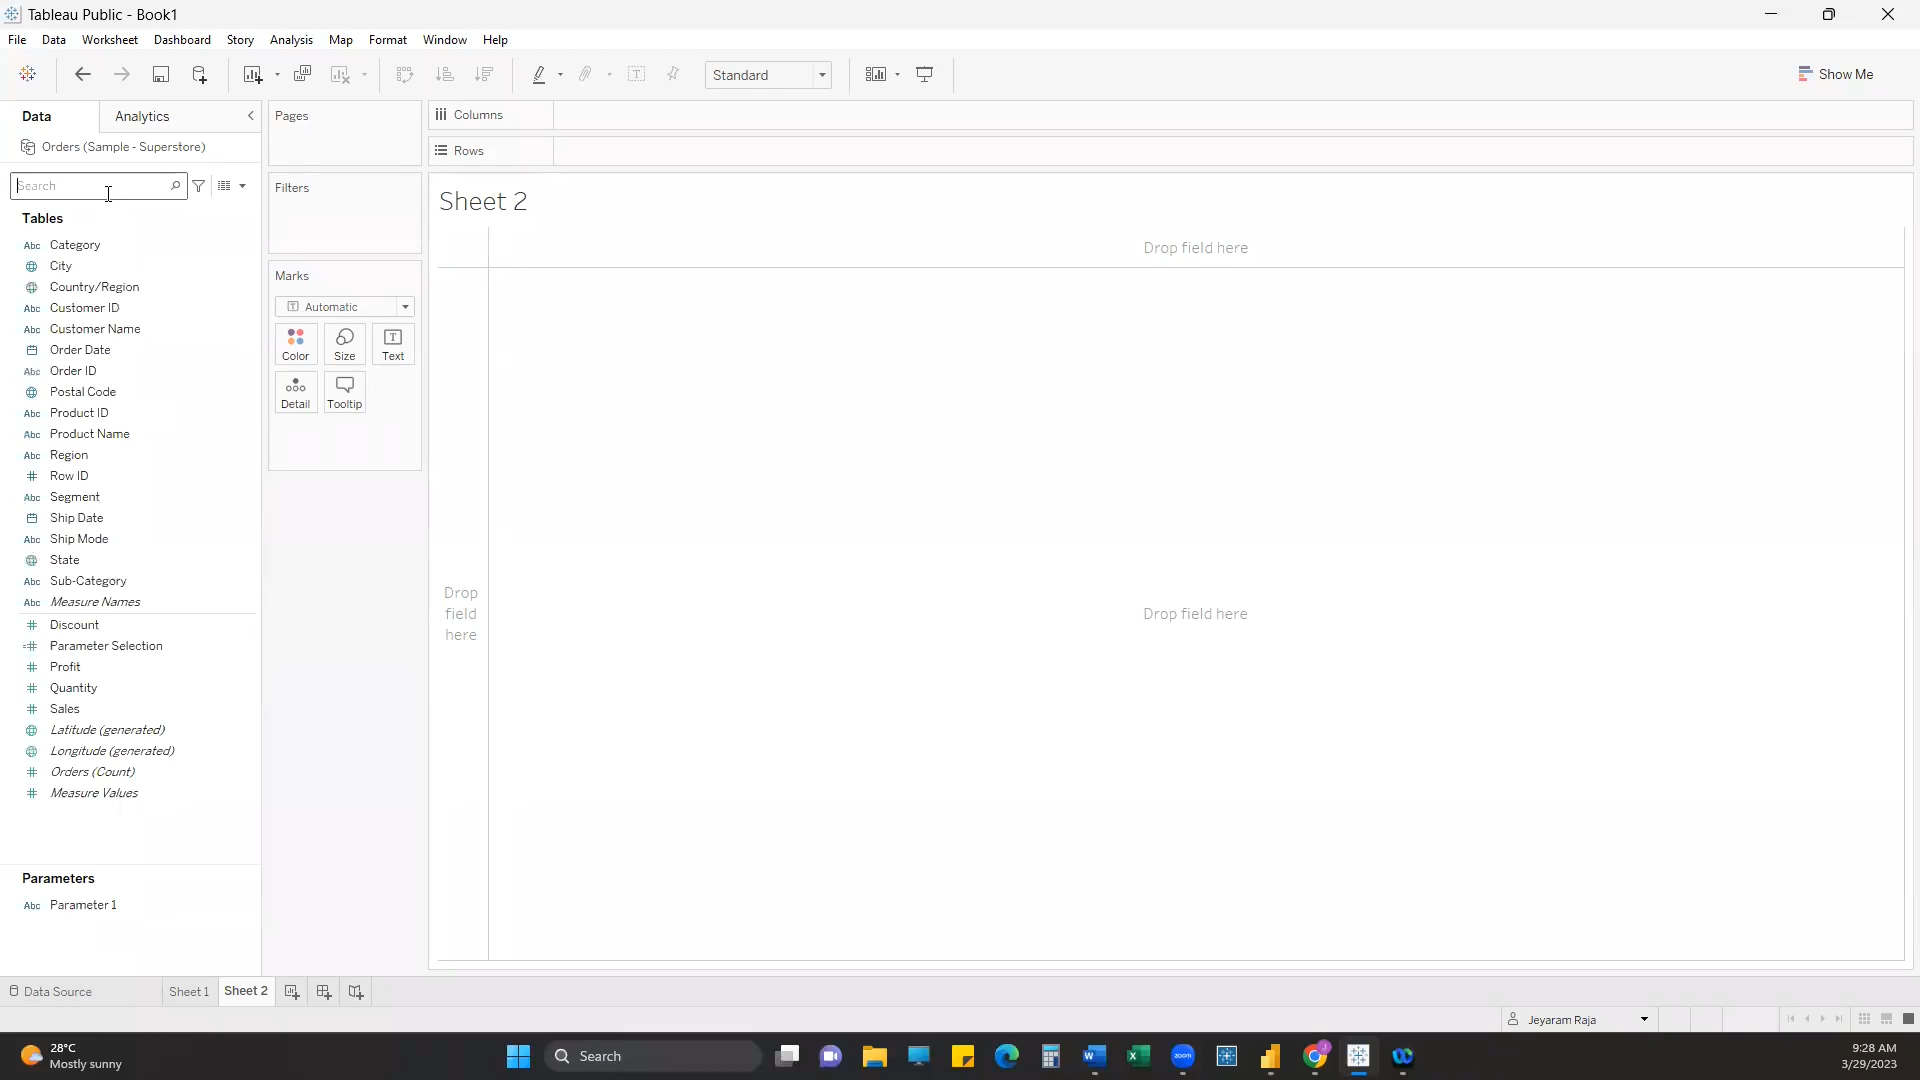 Tableau Public - Book1
File Data Worksheet Dashboard Story Analysis Map Format Window Help
Standard
Show Me
Data Analytics
Orders (Sample - Superstore)
Search
Tables
Abc Category
City
Country/Region
Abc Customer ID
Abc Customer Name
Order Date
Abc Order ID
Postal Code
Abc Product ID
Abc Product Name
Abc Region
# Row ID
Abc Segment
Ship Date
Abc Ship Mode
State
Abc Sub-Category
Abc Measure Names
# Discount
=# Parameter Selection
# Profit
# Quantity
# Sales
Latitude (generated)
Longitude (generated)
# Orders (Count)
# Measure Values
Parameters
Abc Parameter 1
Pages
Filters
Marks
Automatic
Color Size Text
Detail Tooltip
Columns
Rows
Sheet 2
Drop field here
Drop
field
here
Drop field here
Data Source Sheet 1 Sheet 2
Jeyaram Raja
28°C
Mostly sunny
Search
zoom
9:28 AM
3/29/2023